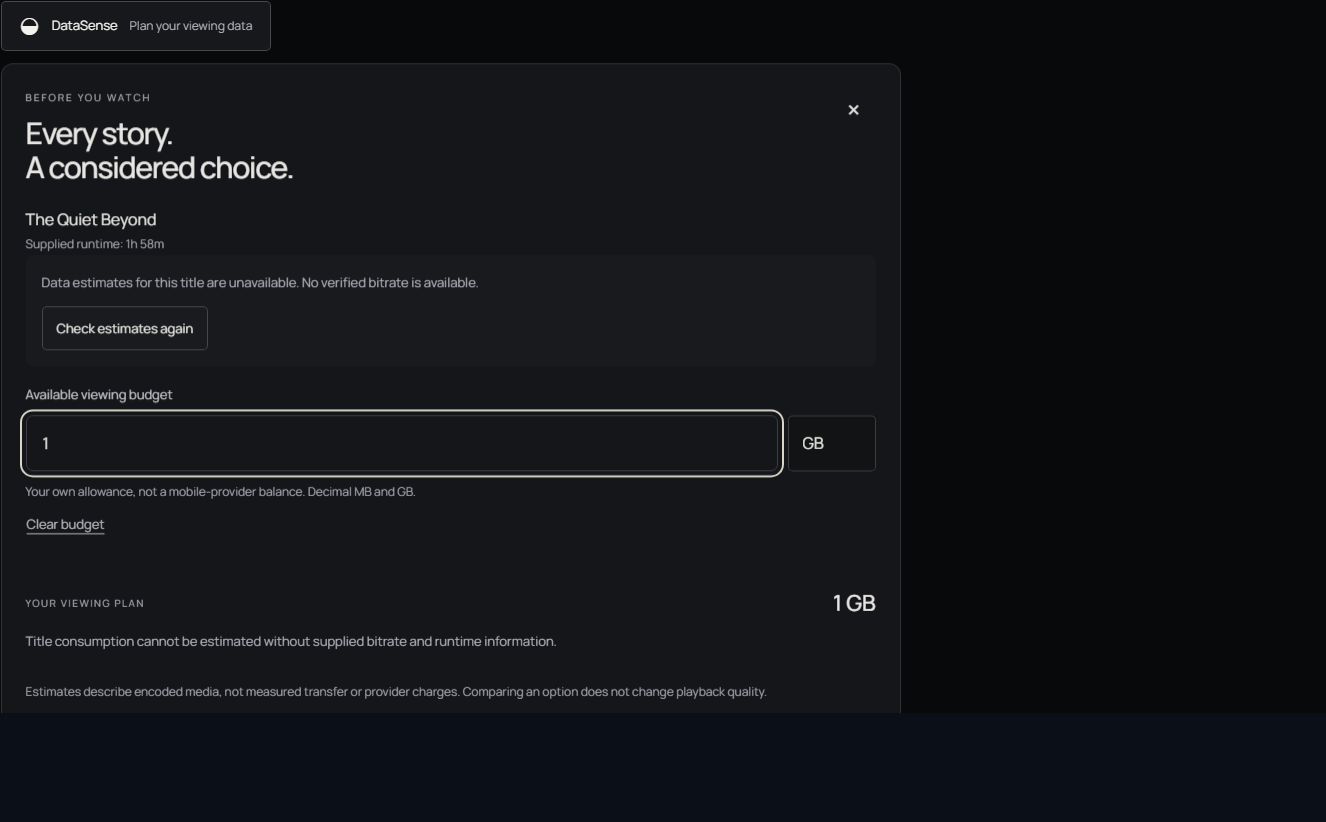 DataSense Plan your viewing data
BEFORE YOU WATCH
Every story.
A considered choice.
The Quiet Beyond
Supplied runtime: 1h 58m
Data estimates for this title are unavailable. No verified bitrate is available.
Check estimates again
Available viewing budget
1 GB
Your own allowance, not a mobile-provider balance. Decimal MB and GB.
Clear budget
YOUR VIEWING PLAN 1 GB
Title consumption cannot be estimated without supplied bitrate and runtime information.
Estimates describe encoded media, not measured transfer or provider charges. Comparing an option does not change playback quality.